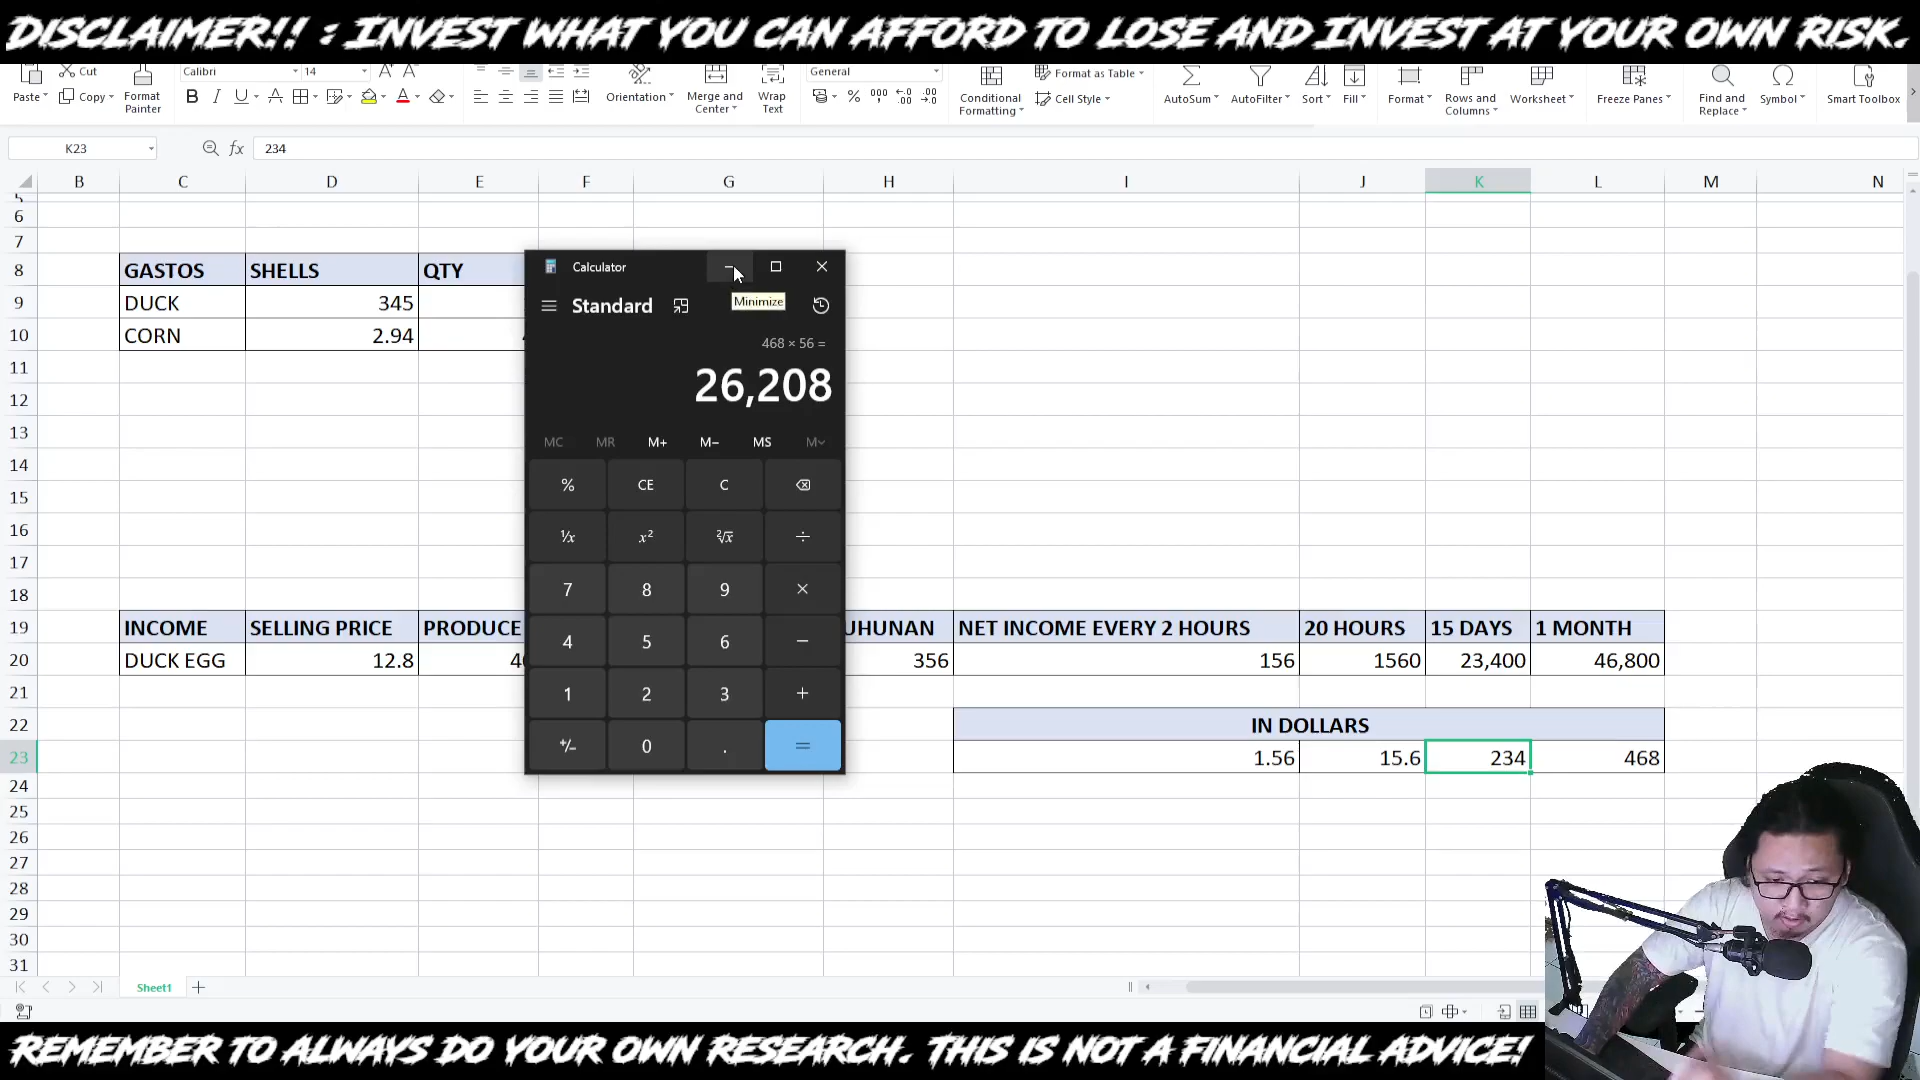 DISCLAIMER!! : INVEST WHAT YOU CAN AFFORD TO LOSE AND INVEST AT YOUR OWN RISK.
Paste Cut Copy Format Painter Calibri 14 B I U A A Orientation Merge and Center Wrap Text General % Conditional Formatting Format as Table Cell Style AutoSum AutoFilter Sort Fill Format Rows and Columns Worksheet Freeze Panes Find and Replace Symbol Smart Toolbox
K23 fx 234
B C D E F G H I J K L M N
6
7
8 GASTOS SHELLS QTY
9 DUCK 345
10 CORN 2.94
11
12
13
14
15
16
17
18
19 INCOME SELLING PRICE PRODUCE UHUNAN NET INCOME EVERY 2 HOURS 20 HOURS 15 DAYS 1 MONTH
20 DUCK EGG 12.8 356 156 1560 23,400 46,800
21
22 IN DOLLARS
23 1.56 15.6 234 468
24
25
26
27
28
29
30
31
Calculator
Standard
Minimize
468 × 56 =
26,208
MC MR M+ M− MS M
% CE C
⅟x x² ²√x ÷
7 8 9 ×
4 5 6 −
1 2 3 +
+/− 0 . =
Sheet1 +
REMEMBER TO ALWAYS DO YOUR OWN RESEARCH. THIS IS NOT A FINANCIAL ADVICE!